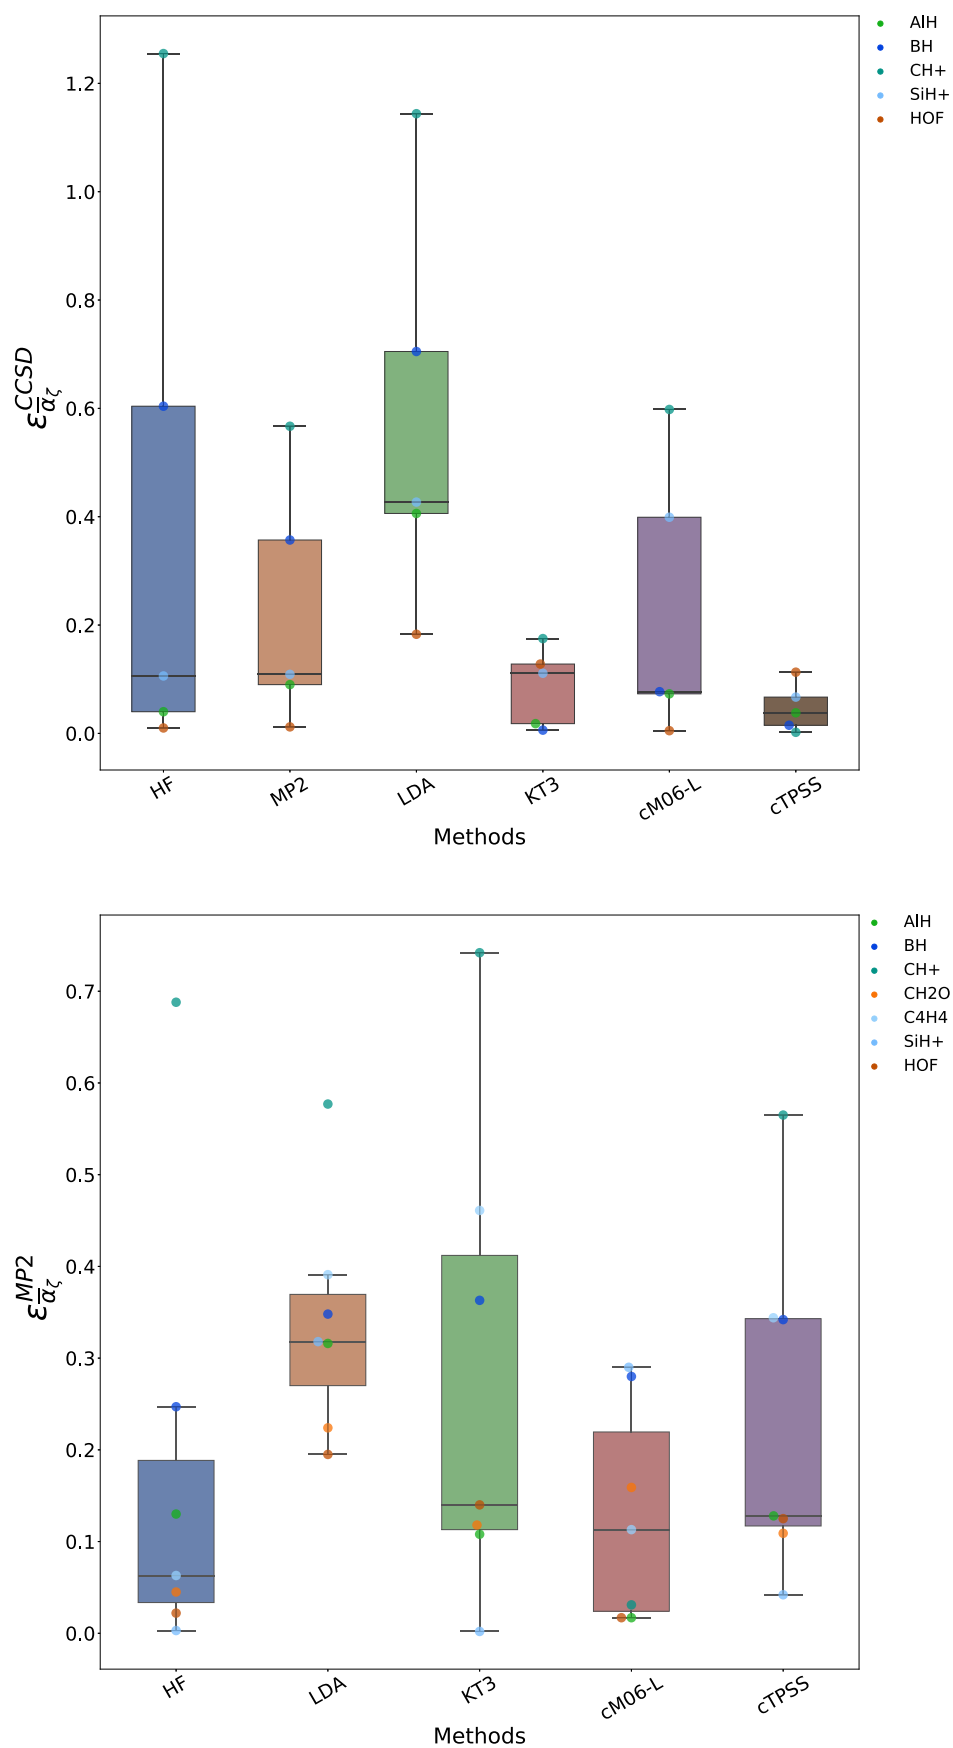 AlH
BH
CH+
SiH+
HOF
1.2
1.0
0.8
0.6
0.4
0.2
0.0
ε^CCSD_ᾱζ
HF
MP2
LDA
KT3
cM06-L
cTPSS
Methods
AlH
BH
CH+
CH2O
C4H4
SiH+
HOF
0.7
0.6
0.5
0.4
0.3
0.2
0.1
0.0
ε^MP2_ᾱζ
HF
LDA
KT3
cM06-L
cTPSS
Methods